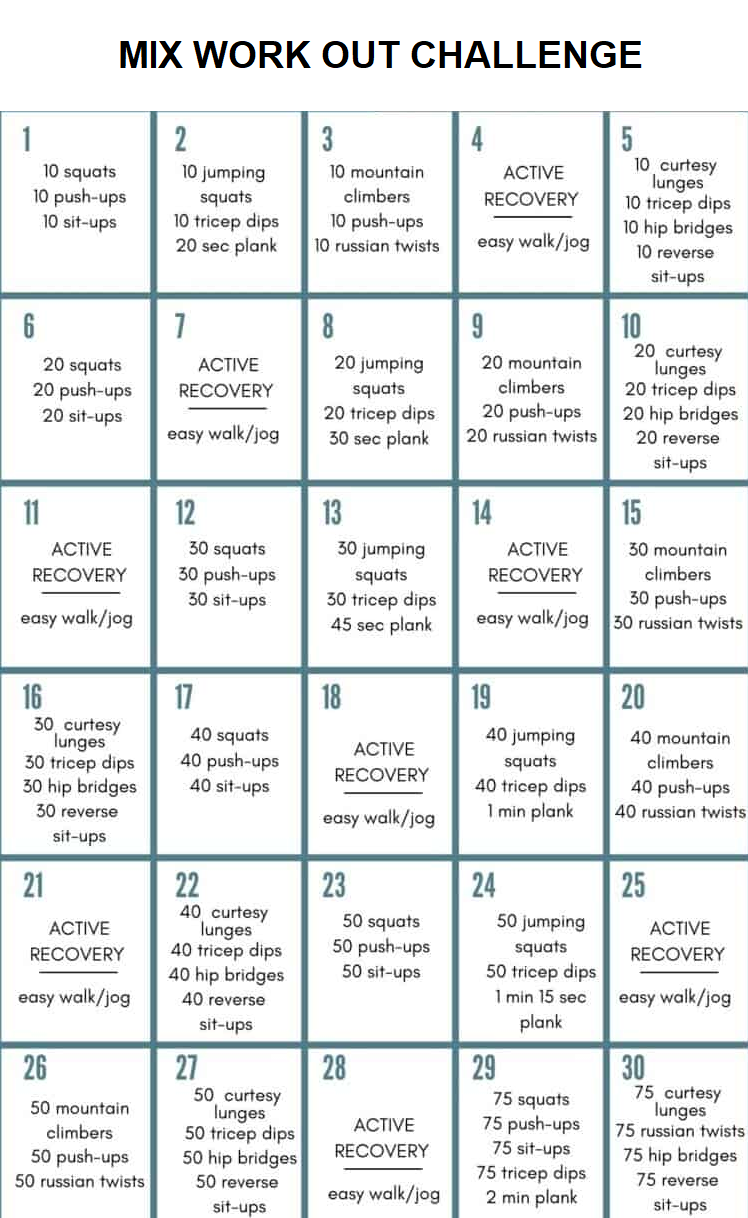 MIX WORK OUT CHALLENGE
1
10 squats
10 push-ups
10 sit-ups
2
10 jumping
squats
10 tricep dips
20 sec plank
3
10 mountain
climbers
10 push-ups
10 russian twists
4
ACTIVE
RECOVERY
easy walk/jog
5
10 curtesy
lunges
10 tricep dips
10 hip bridges
10 reverse
sit-ups
6
20 squats
20 push-ups
20 sit-ups
7
ACTIVE
RECOVERY
easy walk/jog
8
20 jumping
squats
20 tricep dips
30 sec plank
9
20 mountain
climbers
20 push-ups
20 russian twists
10
20 curtesy
lunges
20 tricep dips
20 hip bridges
20 reverse
sit-ups
11
ACTIVE
RECOVERY
easy walk/jog
12
30 squats
30 push-ups
30 sit-ups
13
30 jumping
squats
30 tricep dips
45 sec plank
14
ACTIVE
RECOVERY
easy walk/jog
15
30 mountain
climbers
30 push-ups
30 russian twists
16
30 curtesy
lunges
30 tricep dips
30 hip bridges
30 reverse
sit-ups
17
40 squats
40 push-ups
40 sit-ups
18
ACTIVE
RECOVERY
easy walk/jog
19
40 jumping
squats
40 tricep dips
1 min plank
20
40 mountain
climbers
40 push-ups
40 russian twists
21
ACTIVE
RECOVERY
easy walk/jog
22
40 curtesy
lunges
40 tricep dips
40 hip bridges
40 reverse
sit-ups
23
50 squats
50 push-ups
50 sit-ups
24
50 jumping
squats
50 tricep dips
1 min 15 sec
plank
25
ACTIVE
RECOVERY
easy walk/jog
26
50 mountain
climbers
50 push-ups
50 russian twists
27
50 curtesy
lunges
50 tricep dips
50 hip bridges
50 reverse
sit-ups
28
ACTIVE
RECOVERY
easy walk/jog
29
75 squats
75 push-ups
75 sit-ups
75 tricep dips
2 min plank
30
75 curtesy
lunges
75 russian twists
75 hip bridges
75 reverse
sit-ups